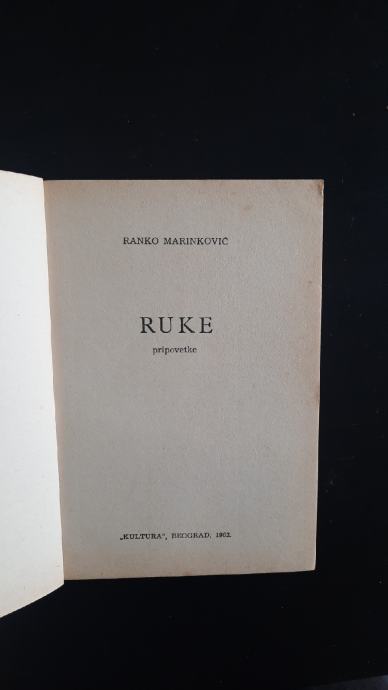 RANKO MARINKOVIĆ
RUKE
pripovetke
„KULTURA", BEOGRAD, 1962.